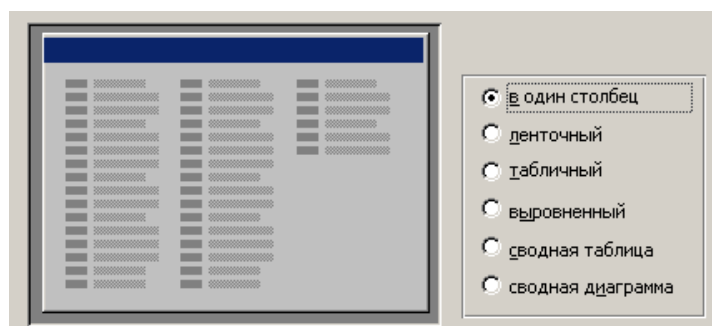 в один столбец
ленточный
табличный
выровненный
сводная таблица
сводная диаграмма